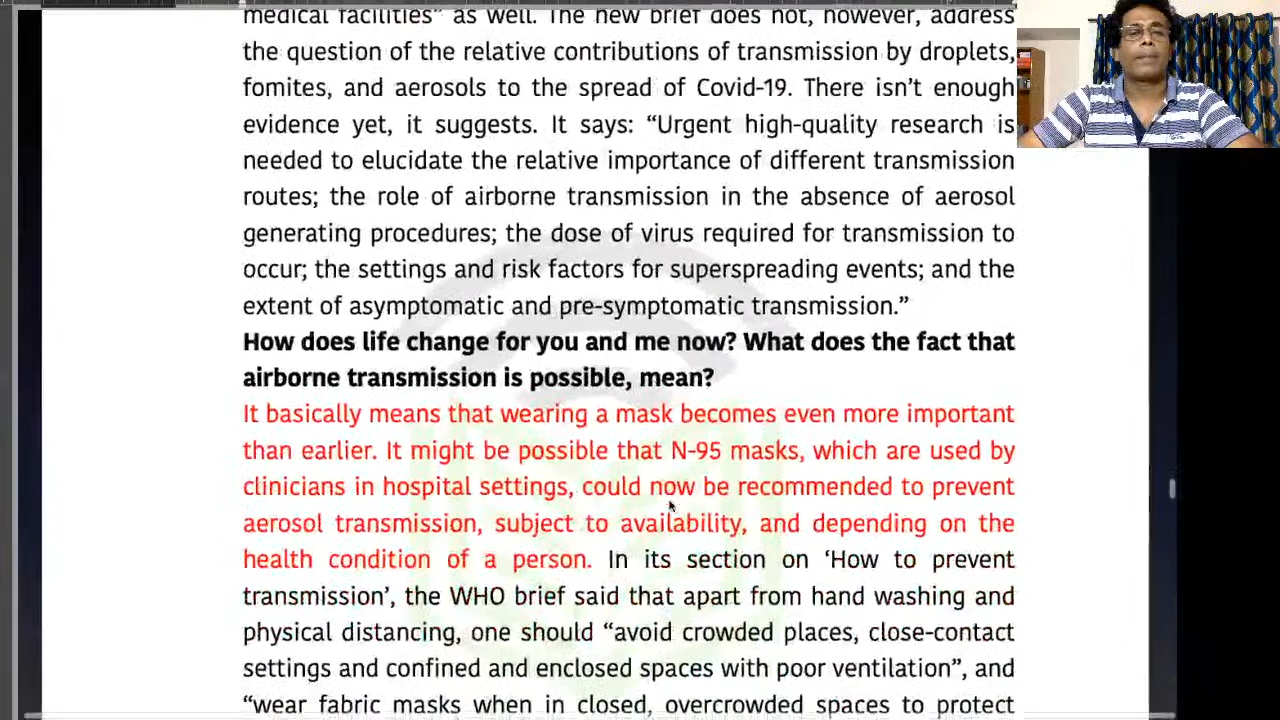 medical facilities” as well. The new brief does not, however, address
the question of the relative contributions of transmission by droplets,
fomites, and aerosols to the spread of Covid-19. There isn’t enough
evidence yet, it suggests. It says: “Urgent high-quality research is
needed to elucidate the relative importance of different transmission
routes; the role of airborne transmission in the absence of aerosol
generating procedures; the dose of virus required for transmission to
occur; the settings and risk factors for superspreading events; and the
extent of asymptomatic and pre-symptomatic transmission.”
How does life change for you and me now? What does the fact that
airborne transmission is possible, mean?
It basically means that wearing a mask becomes even more important
than earlier. It might be possible that N-95 masks, which are used by
clinicians in hospital settings, could now be recommended to prevent
aerosol transmission, subject to availability, and depending on the
health condition of a person. In its section on ‘How to prevent
transmission’, the WHO brief said that apart from hand washing and
physical distancing, one should “avoid crowded places, close-contact
settings and confined and enclosed spaces with poor ventilation”, and
“wear fabric masks when in closed, overcrowded spaces to protect